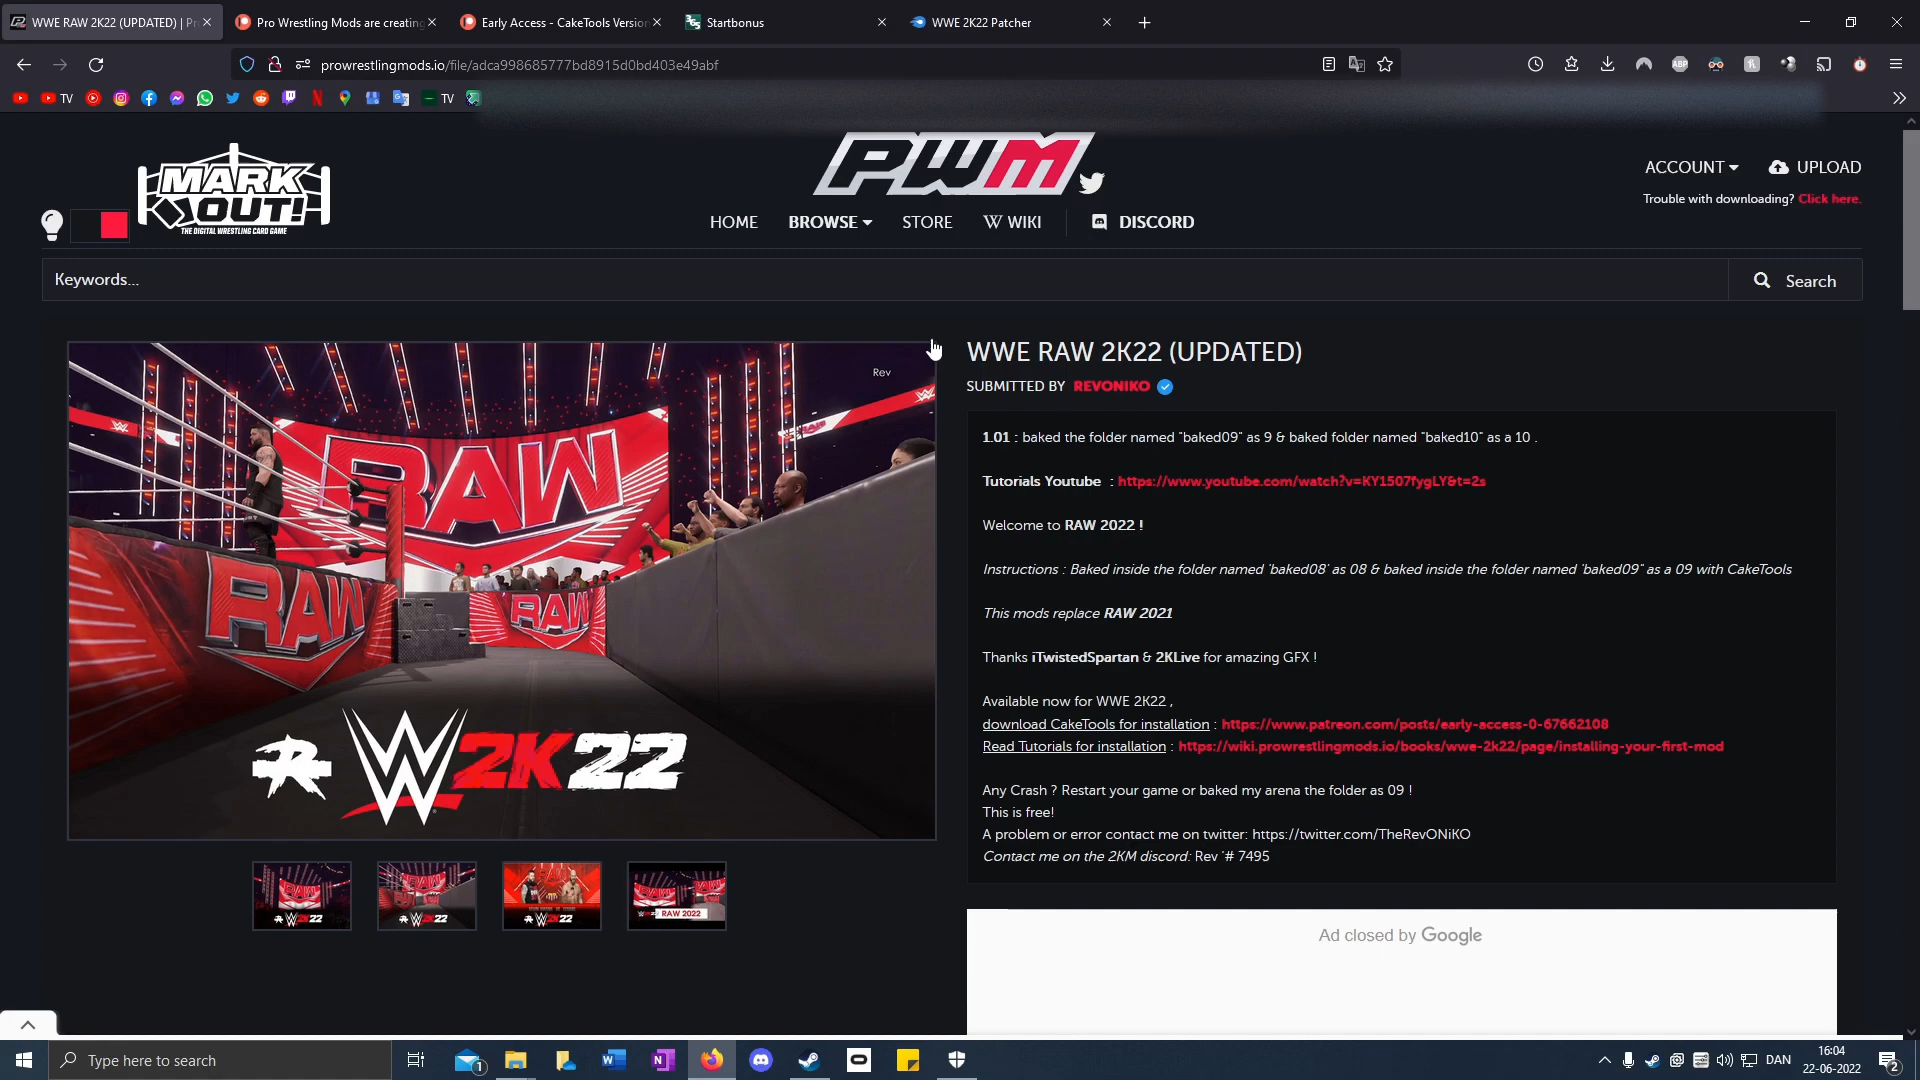 WWE RAW 2K22 (UPDATED) | Pr
Pro Wrestling Mods are creating
Early Access - CakeTools Version
Startbonus
WWE 2K22 Patcher
prowrestlingmods.io/file/adca998685777bd8915d0bd403e49abf
TV
TV
MARK OUT!
THE DIGITAL WRESTLING CARD GAME
PWM
ACCOUNT
UPLOAD
Trouble with downloading? Click here.
HOME
BROWSE
STORE
WIKI
DISCORD
Keywords...
Search
Rev
RAW
RAW
RAW
R W 2K22
WWE RAW 2K22 (UPDATED)
SUBMITTED BY REVONIKO
1.01 : baked the folder named "baked09" as 9 & baked folder named "baked10" as a 10 .
Tutorials Youtube : https://www.youtube.com/watch?v=KY1507fygLY&t=2s
Welcome to RAW 2022 !
Instructions : Baked inside the folder named 'baked08' as 08 & baked inside the folder named 'baked09" as a 09 with CakeTools
This mods replace RAW 2021
Thanks iTwistedSpartan & 2KLive for amazing GFX !
Available now for WWE 2K22 ,
download CakeTools for installation : https://www.patreon.com/posts/early-access-0-67662108
Read Tutorials for installation : https://wiki.prowrestlingmods.io/books/wwe-2k22/page/installing-your-first-mod
Any Crash ? Restart your game or baked my arena the folder as 09 !
This is free!
A problem or error contact me on twitter: https://twitter.com/TheRevONiKO
Contact me on the 2KM discord: Rev '# 7495
RAW 2022
Ad closed by Google
Type here to search
1
DAN
16:04
22-06-2022
2